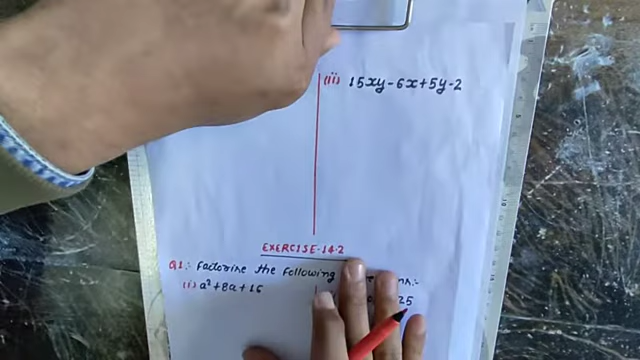 (ii) 15xy-6x+5y-2
EXERCISE-14.2
Q1:- Factorise the following
(i) a²+8a+16
25